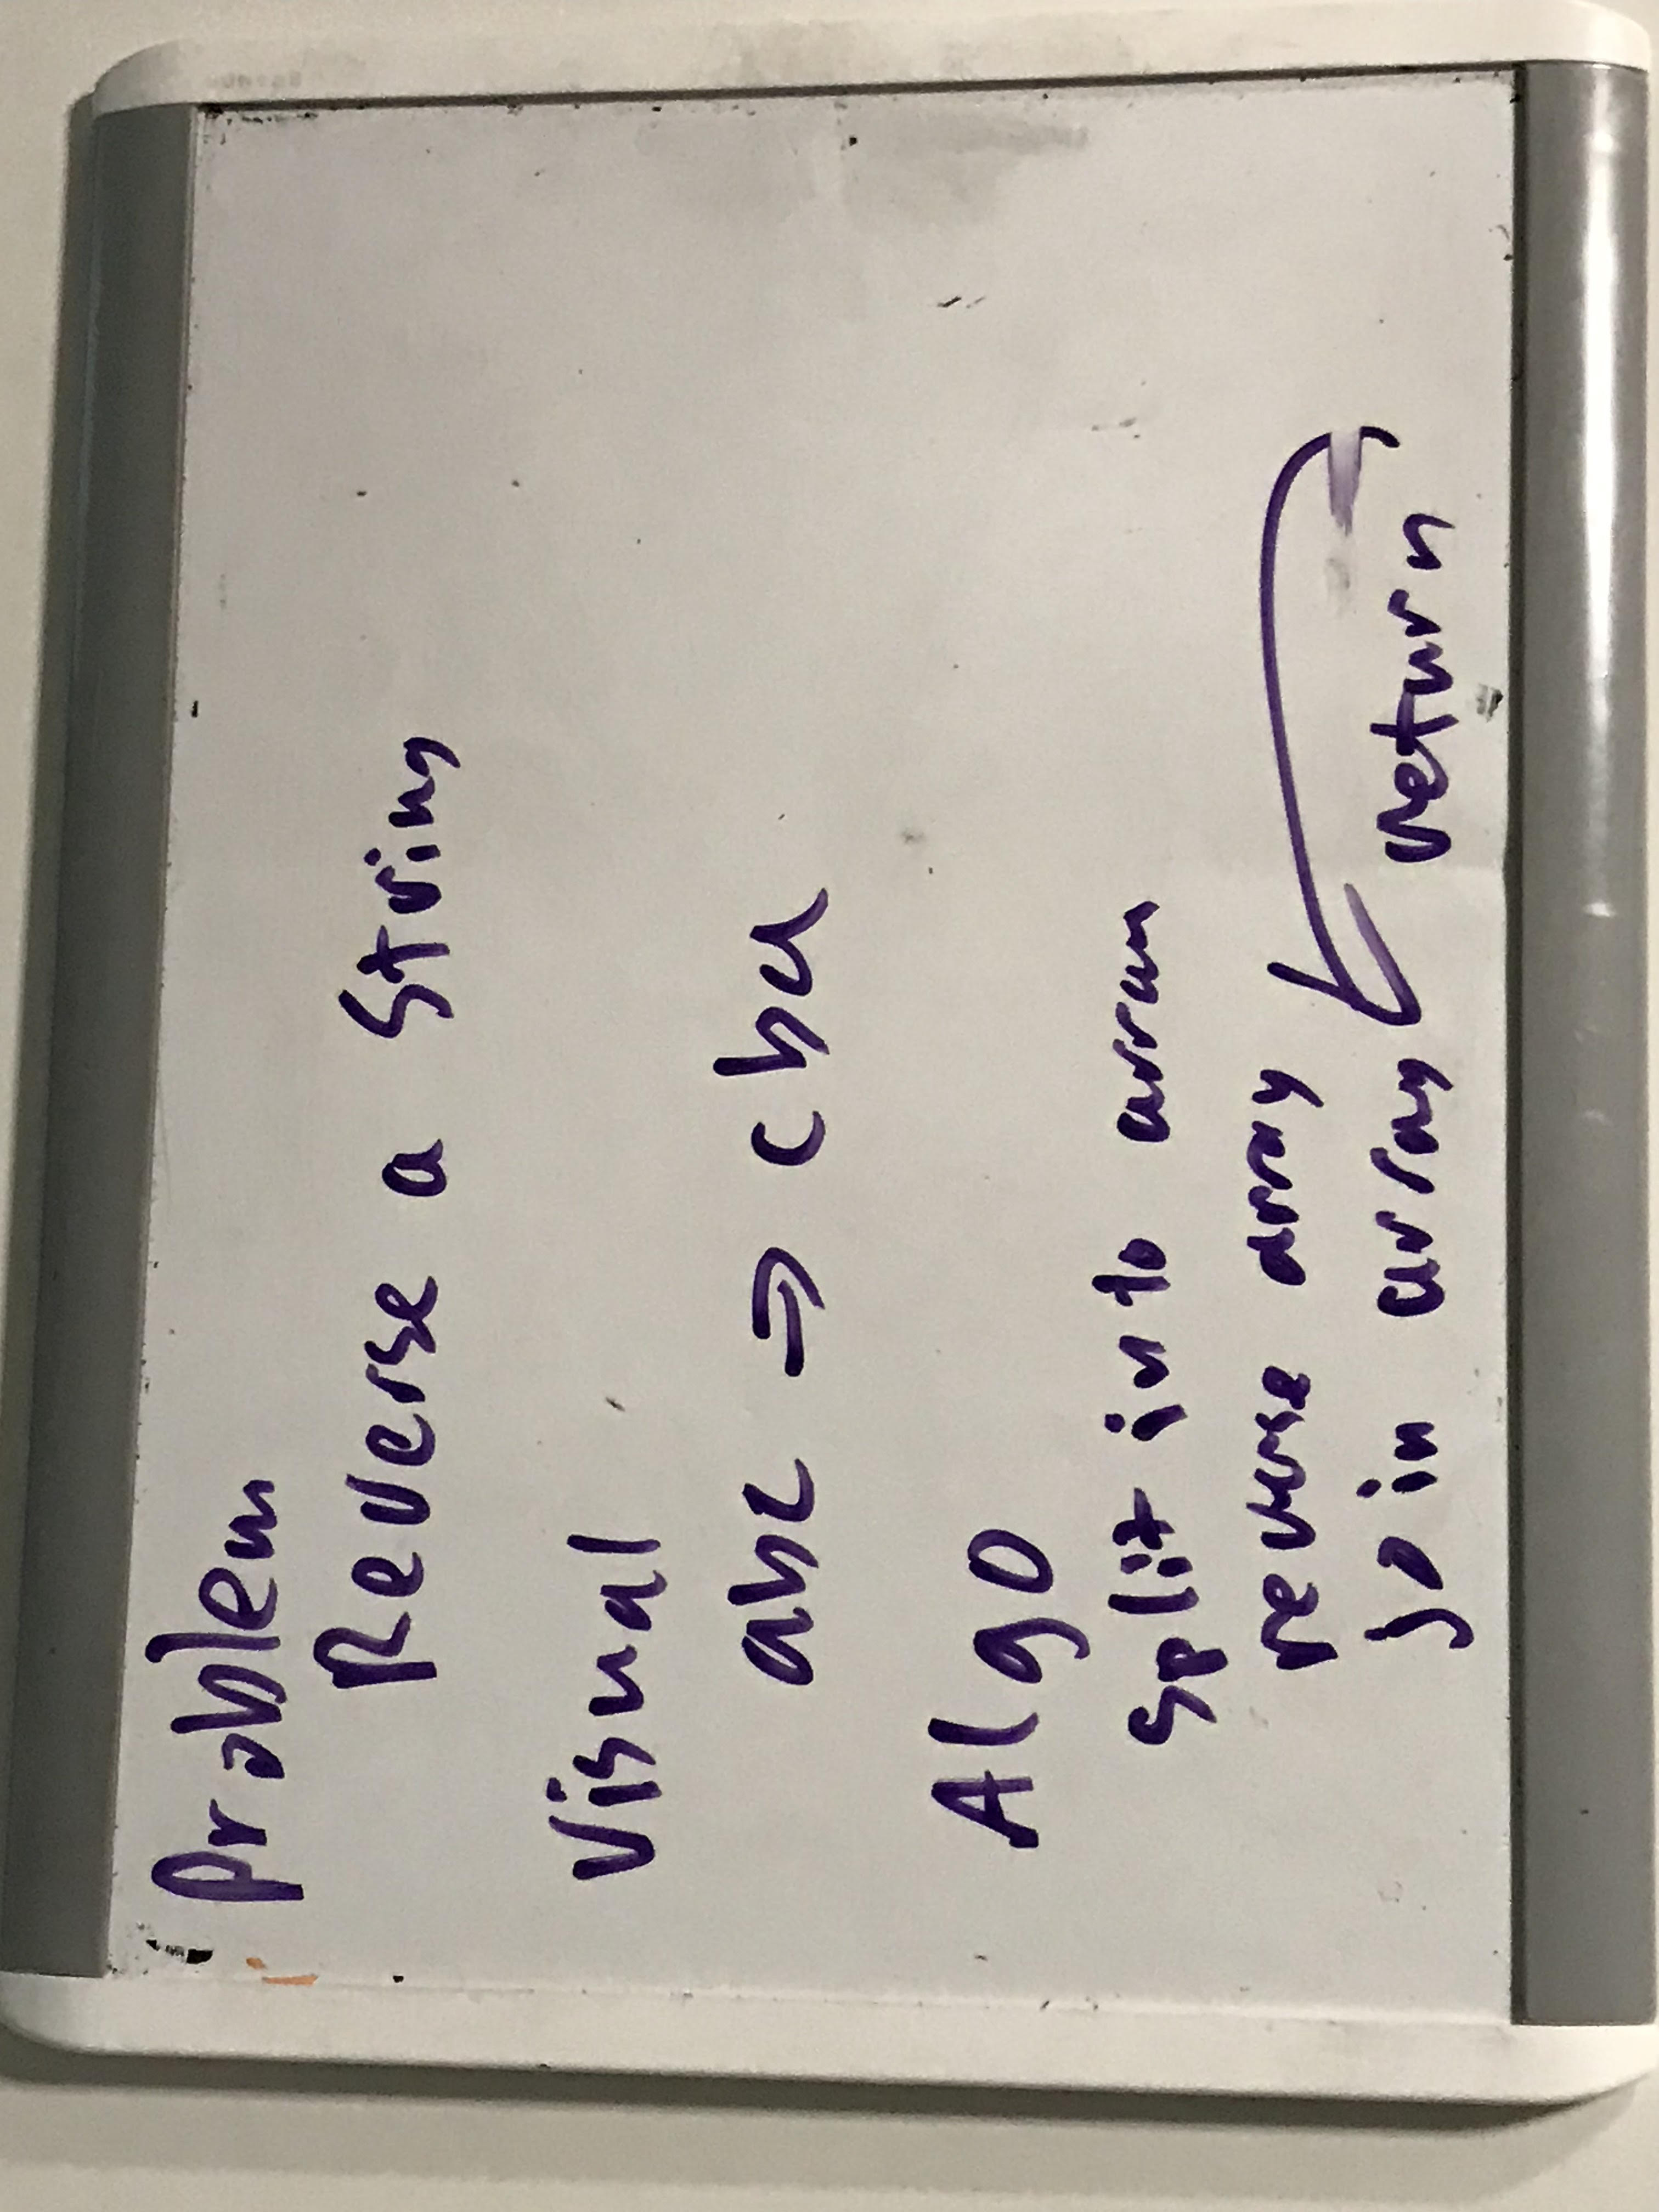 Problem
Reverse a String
Visual
abc ⇒ cba
Algo
split into array
reverse array
join array return